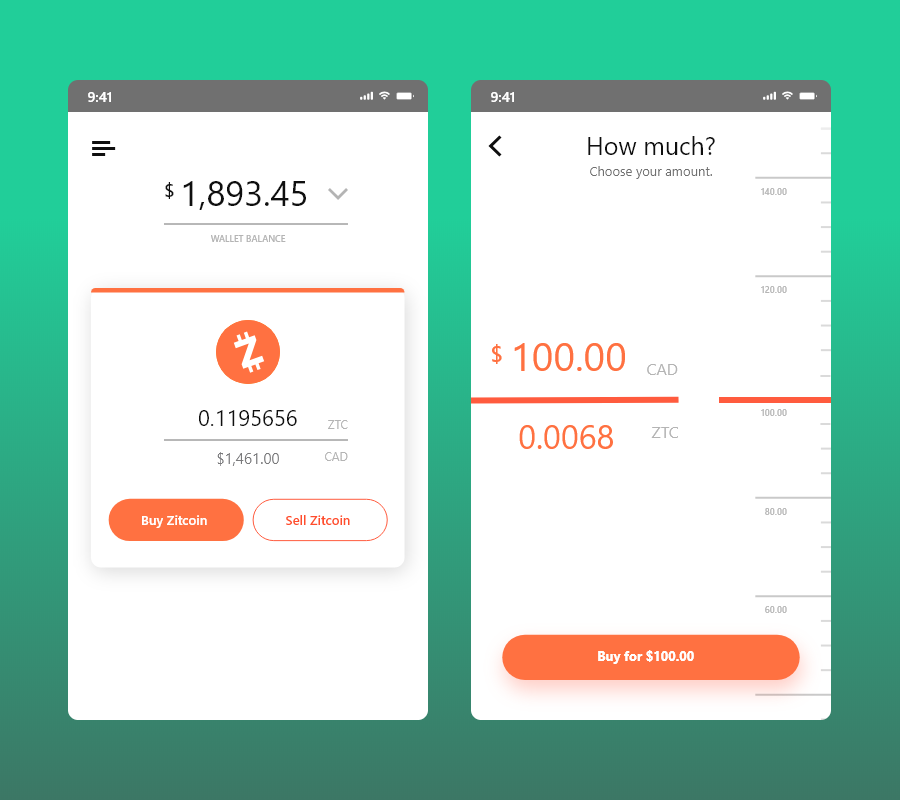 9:41
$ 1,893.45
WALLET BALANCE
0.1195656 ZTC
$1,461.00 CAD
Buy Zitcoin
Sell Zitcoin
9:41
How much?
Choose your amount.
140.00
120.00
$ 100.00 CAD
100.00
0.0068 ZTC
80.00
60.00
Buy for $100.00